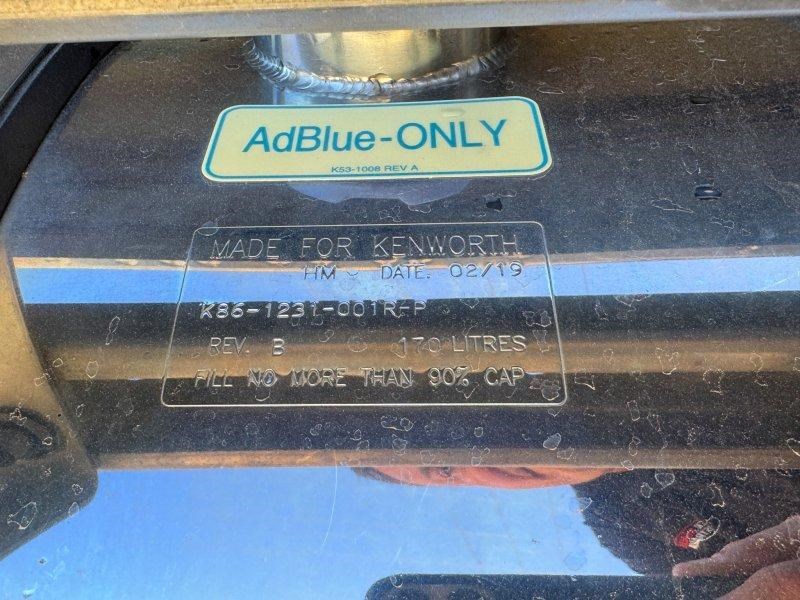 AdBlue-ONLY
K53-1008 REV A
MADE FOR KENWORTH
HM DATE. 02/19
K86-1231-001RFP
REV. B 170 LITRES
FILL NO MORE THAN 90% CAP